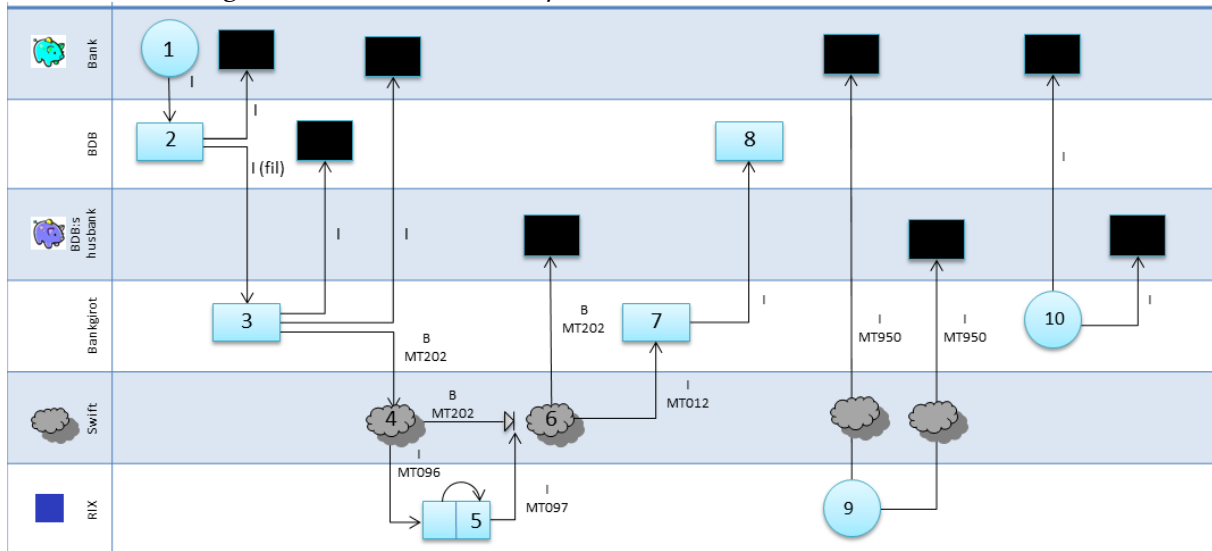 Bank
1
I
I
BDB
2
I (fil)
8
I
I
I
BDB:s
husbank
Bankgirot
3
B
MT202
B
MT202
7
I
I
MT950
I
MT950
10
I
Swift
4
B
MT202
6
I
MT012
I
MT096
I
MT097
RIX
5
9